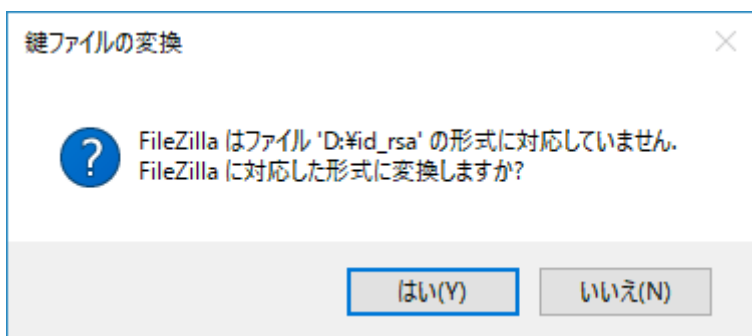 鍵ファイルの変換
FileZilla はファイル 'D:¥id_rsa' の形式に対応していません.
FileZilla に対応した形式に変換しますか?
はい(Y)
いいえ(N)